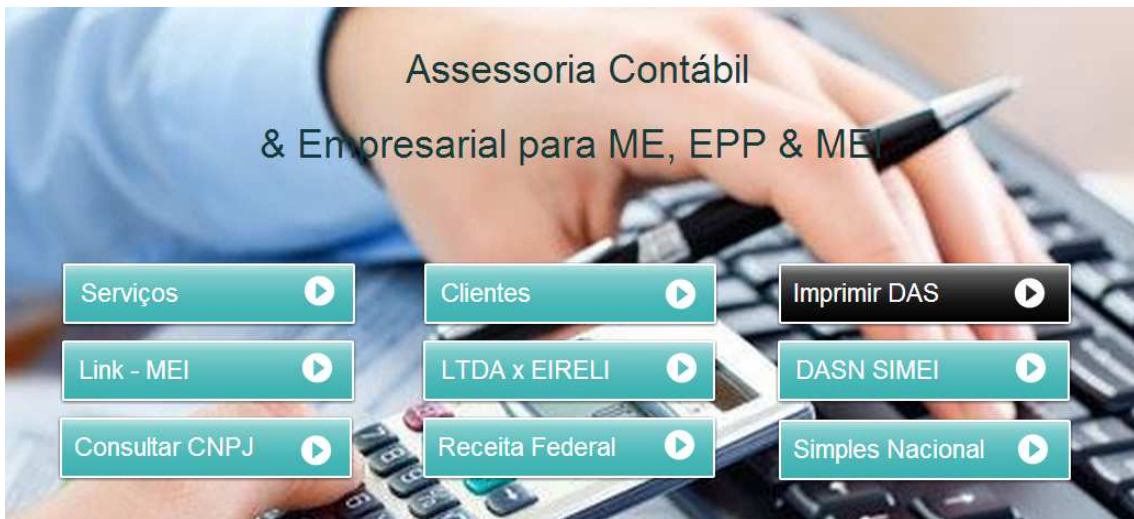 Assessoria Contábil
& Empresarial para ME, EPP & MEI
Serviços
Clientes
Imprimir DAS
Link - MEI
LTDA x EIRELI
DASN SIMEI
Consultar CNPJ
Receita Federal
Simples Nacional